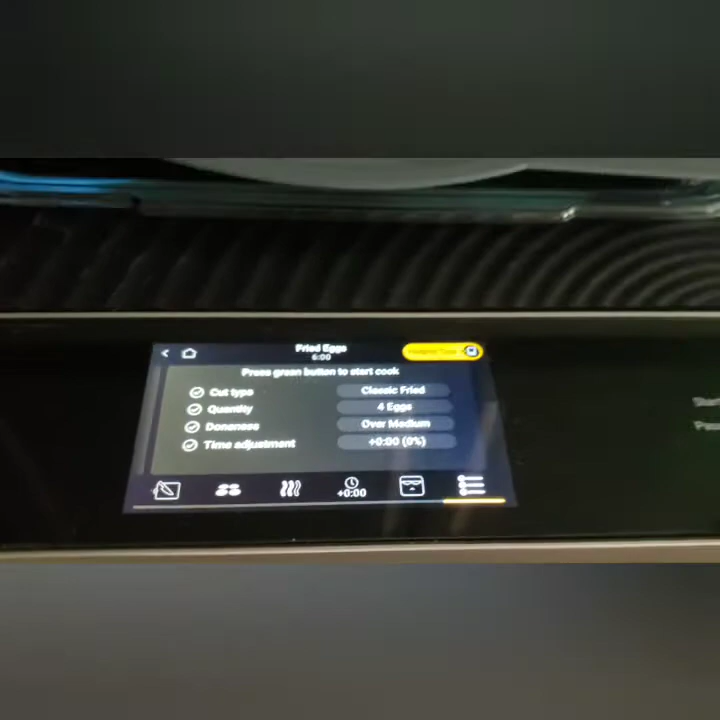 Fried Eggs
6:00
Press green button to start cook
Cut type Classic Fried
Quantity 4 Eggs
Doneness Over Medium
Time adjustment +0:00 (0%)
+0:00